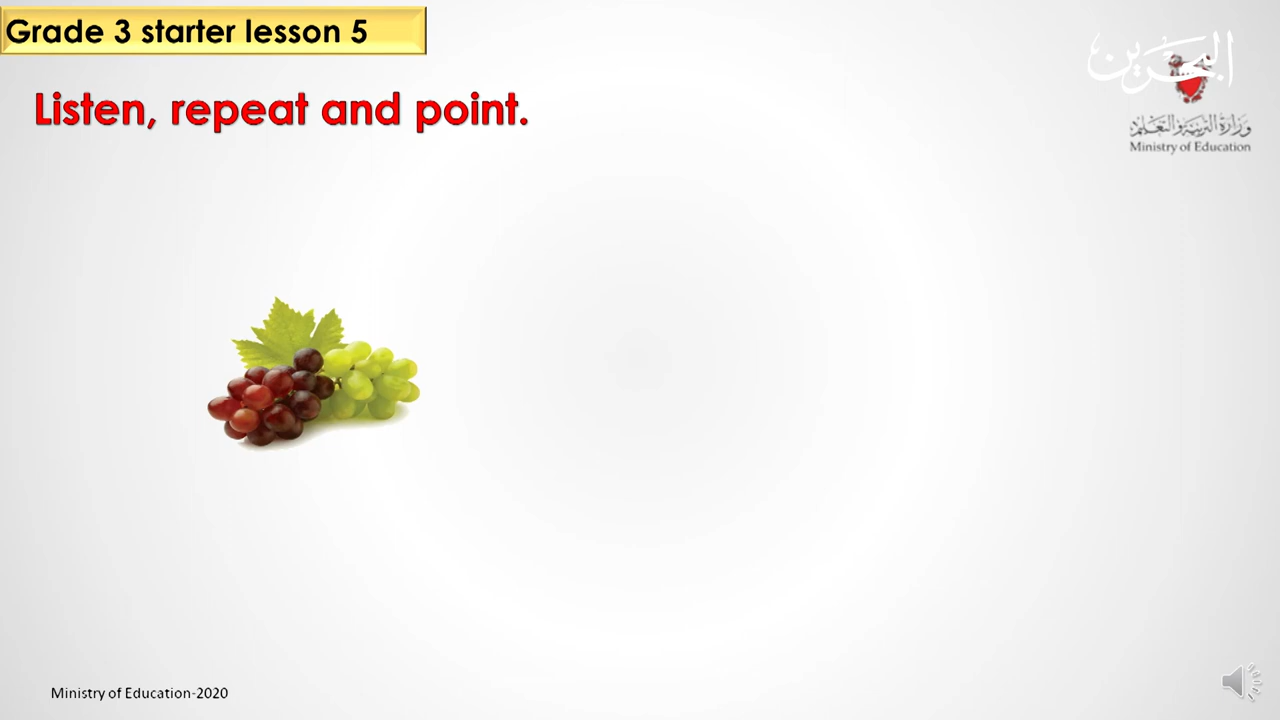 Grade 3 starter lesson 5
البحرين
Listen, repeat and point.
وزارة التربية والتعليم
Ministry of Education
Ministry of Education-2020